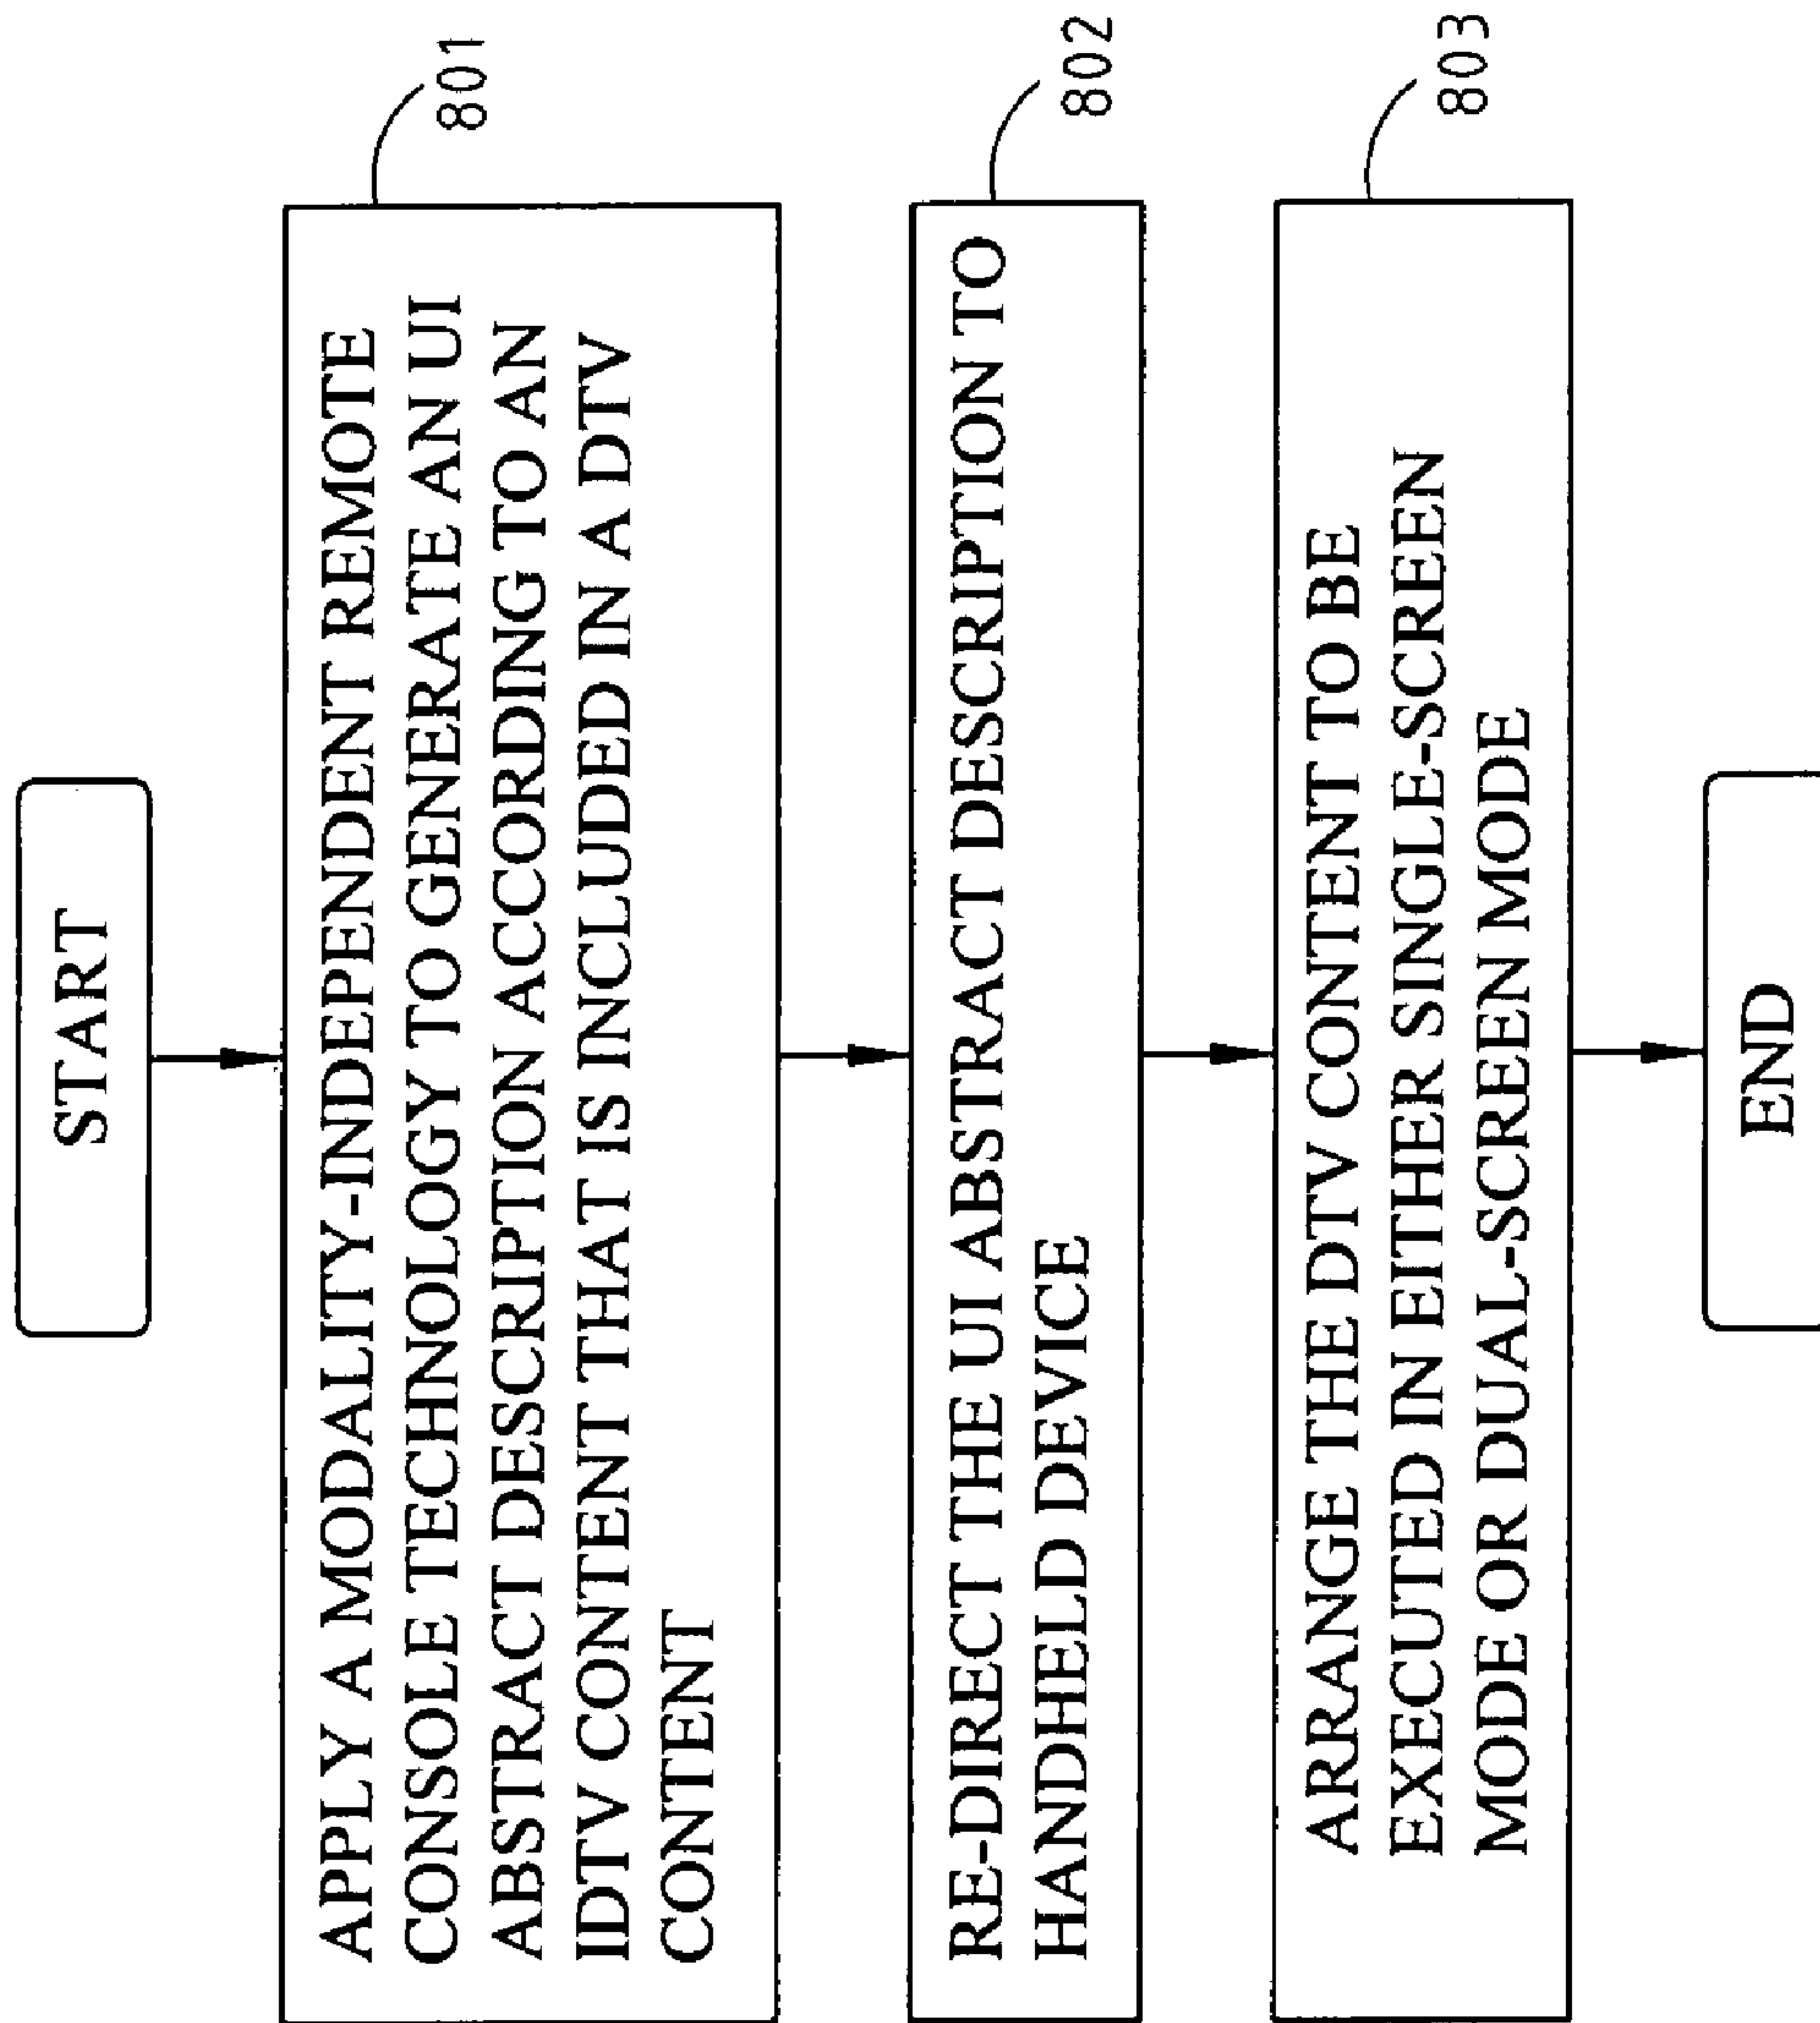 START
APPLY A MODALITY-INDEPENDENT REMOTE
CONSOLE TECHNOLOGY TO GENERATE AN UI
ABSTRACT DESCRIPTION ACCORDING TO AN
IDTV CONTENT THAT IS INCLUDED IN A DTV
CONTENT
801
RE-DIRECT THE UI ABSTRACT DESCRIPTION TO
HANDHELD DEVICE
802
ARRANGE THE DTV CONTENT TO BE
EXECUTED IN EITHER SINGLE-SCREEN
MODE OR DUAL-SCREEN MODE
803
END